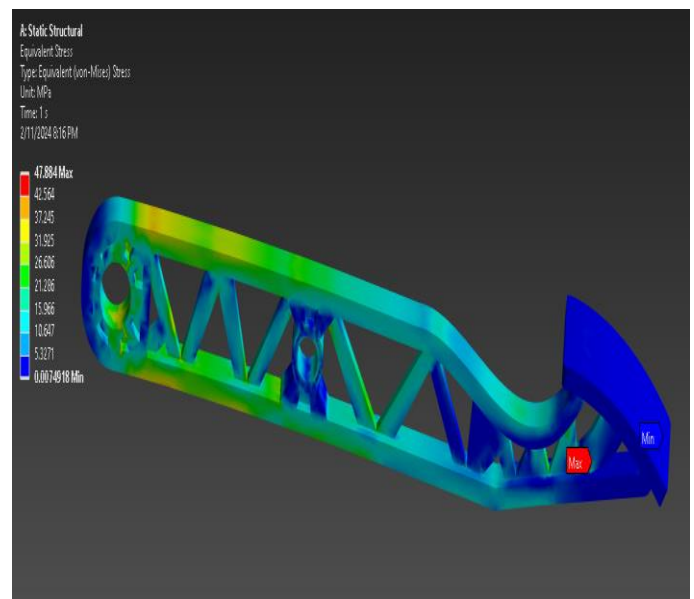 A: Static Structural
Equivalent Stress
Type: Equivalent (von-Mises) Stress
Unit: MPa
Time: 1 s
2/11/2024 8:16 PM
47.884 Max
42.564
37.245
31.925
26.606
21.286
15.966
10.647
5.3271
0.0074918 Min
Min
Max